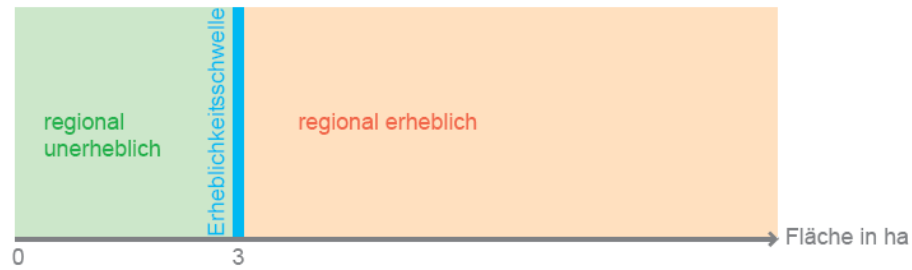 regional
unerheblich
Erheblichkeitsschwelle
regional erheblich
Fläche in ha
0
3